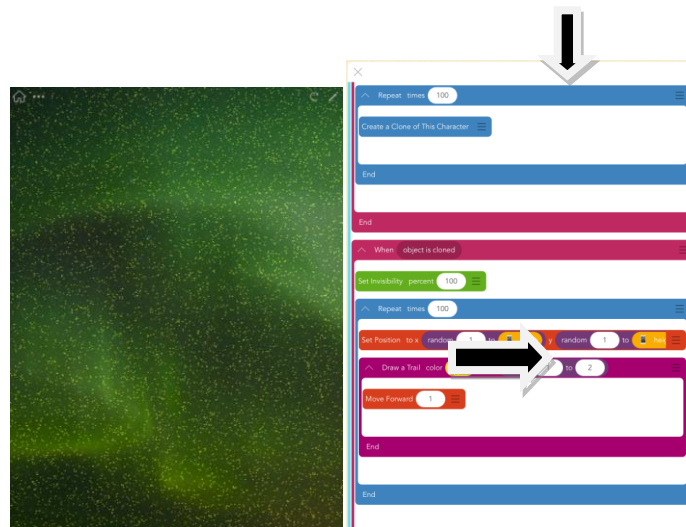 Repeat times 100
Create a Clone of This Character
End
End
When object is cloned
Set Invisibility percent 100
Repeat times 100
Set Position to x random 1 to y random 1 to
Draw a Trail color to 2
Move Forward 1
End
End